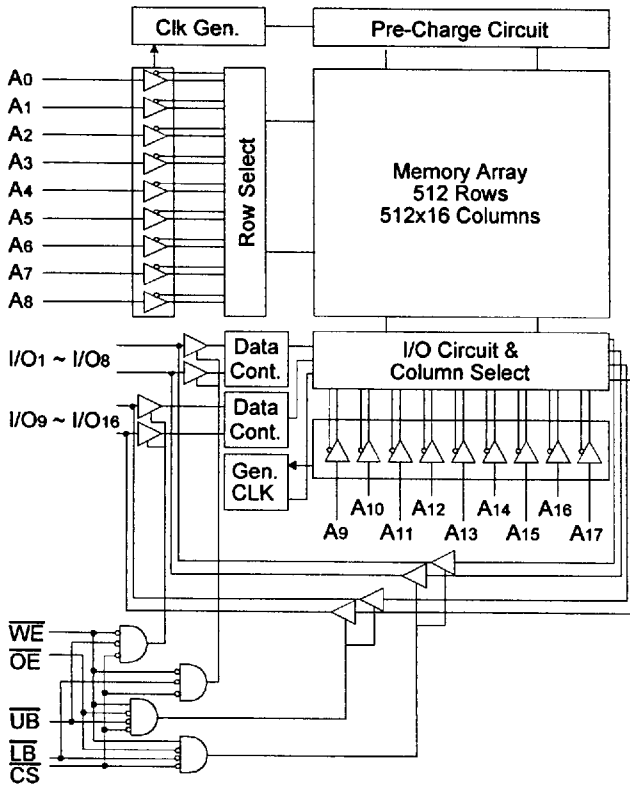 Clk Gen.
Pre-Charge Circuit
A0
A1
A2
A3
A4
A5
A6
A7
A8
Row Select
Memory Array
512 Rows
512x16 Columns
I/O1 ~ I/O8
I/O9 ~ I/O16
Data
Cont.
Data
Cont.
Gen.
CLK
I/O Circuit &
Column Select
A10 A12 A14 A16
A9 A11 A13 A15 A17
WE
OE
UB
LB
CS